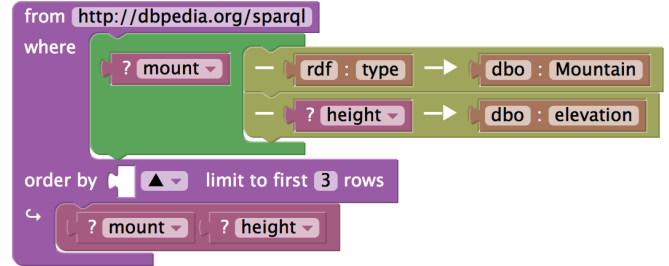 from http://dbpedia.org/sparql
where
? mount rdf : type dbo : Mountain
? height dbo : elevation
order by ▲ limit to first 3 rows
? mount ? height